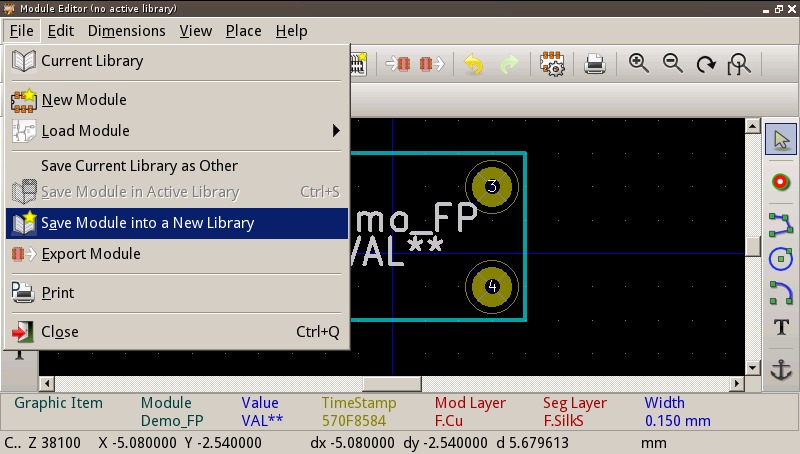 Module Editor (no active library)
File Edit Dimensions View Place Help
Current Library
New Module
Load Module
Save Current Library as Other
Save Module in Active Library Ctrl+S
Save Module into a New Library
Export Module
Print
Close Ctrl+Q
3
mo_FP
VAL**
4
T
T
Graphic Item Module Value TimeStamp Mod Layer Seg Layer Width
Demo_FP VAL** 570F8584 F.Cu F.SilkS 0.150 mm
C.. Z 38100 X -5.080000 Y -2.540000 dx -5.080000 dy -2.540000 d 5.679613 mm